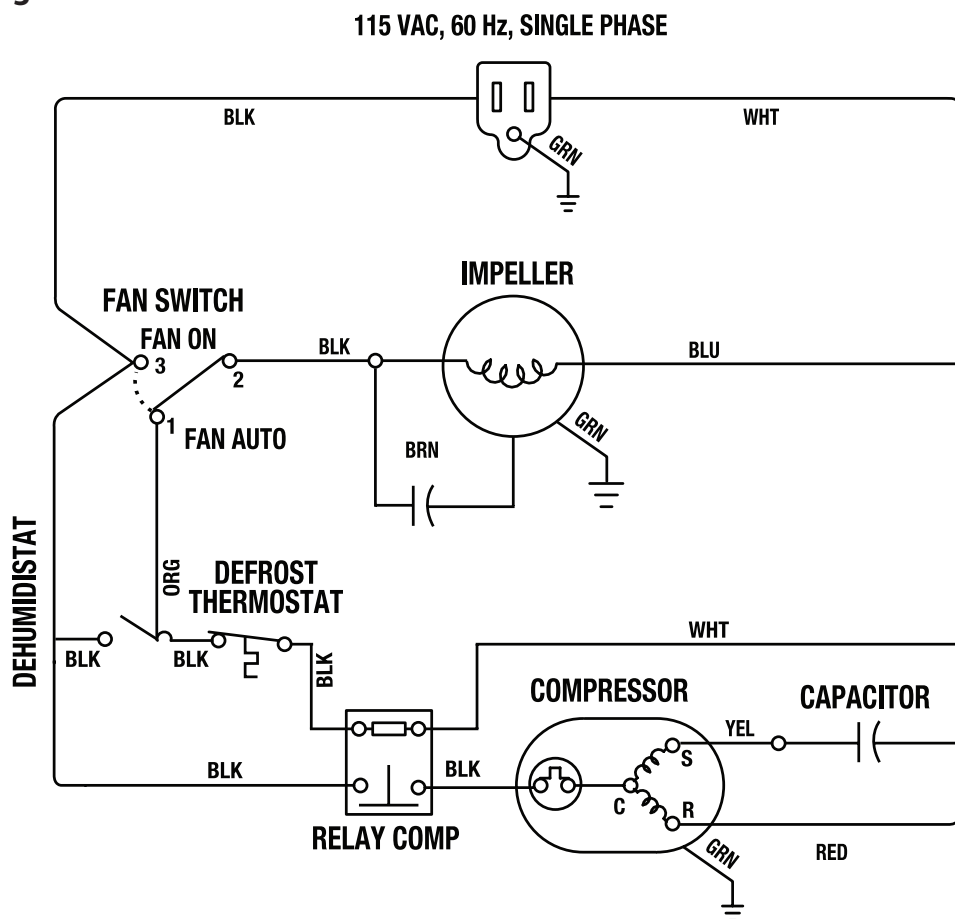 115 VAC, 60 Hz, SINGLE PHASE
BLK
WHT
GRN
IMPELLER
FAN SWITCH
FAN ON
3
2
BLK
BLU
1
FAN AUTO
GRN
BRN
DEHUMIDISTAT
ORG
DEFROST
THERMOSTAT
BLK
BLK
BLK
WHT
COMPRESSOR
CAPACITOR
YEL
S
BLK
BLK
C
R
RELAY COMP
GRN
RED